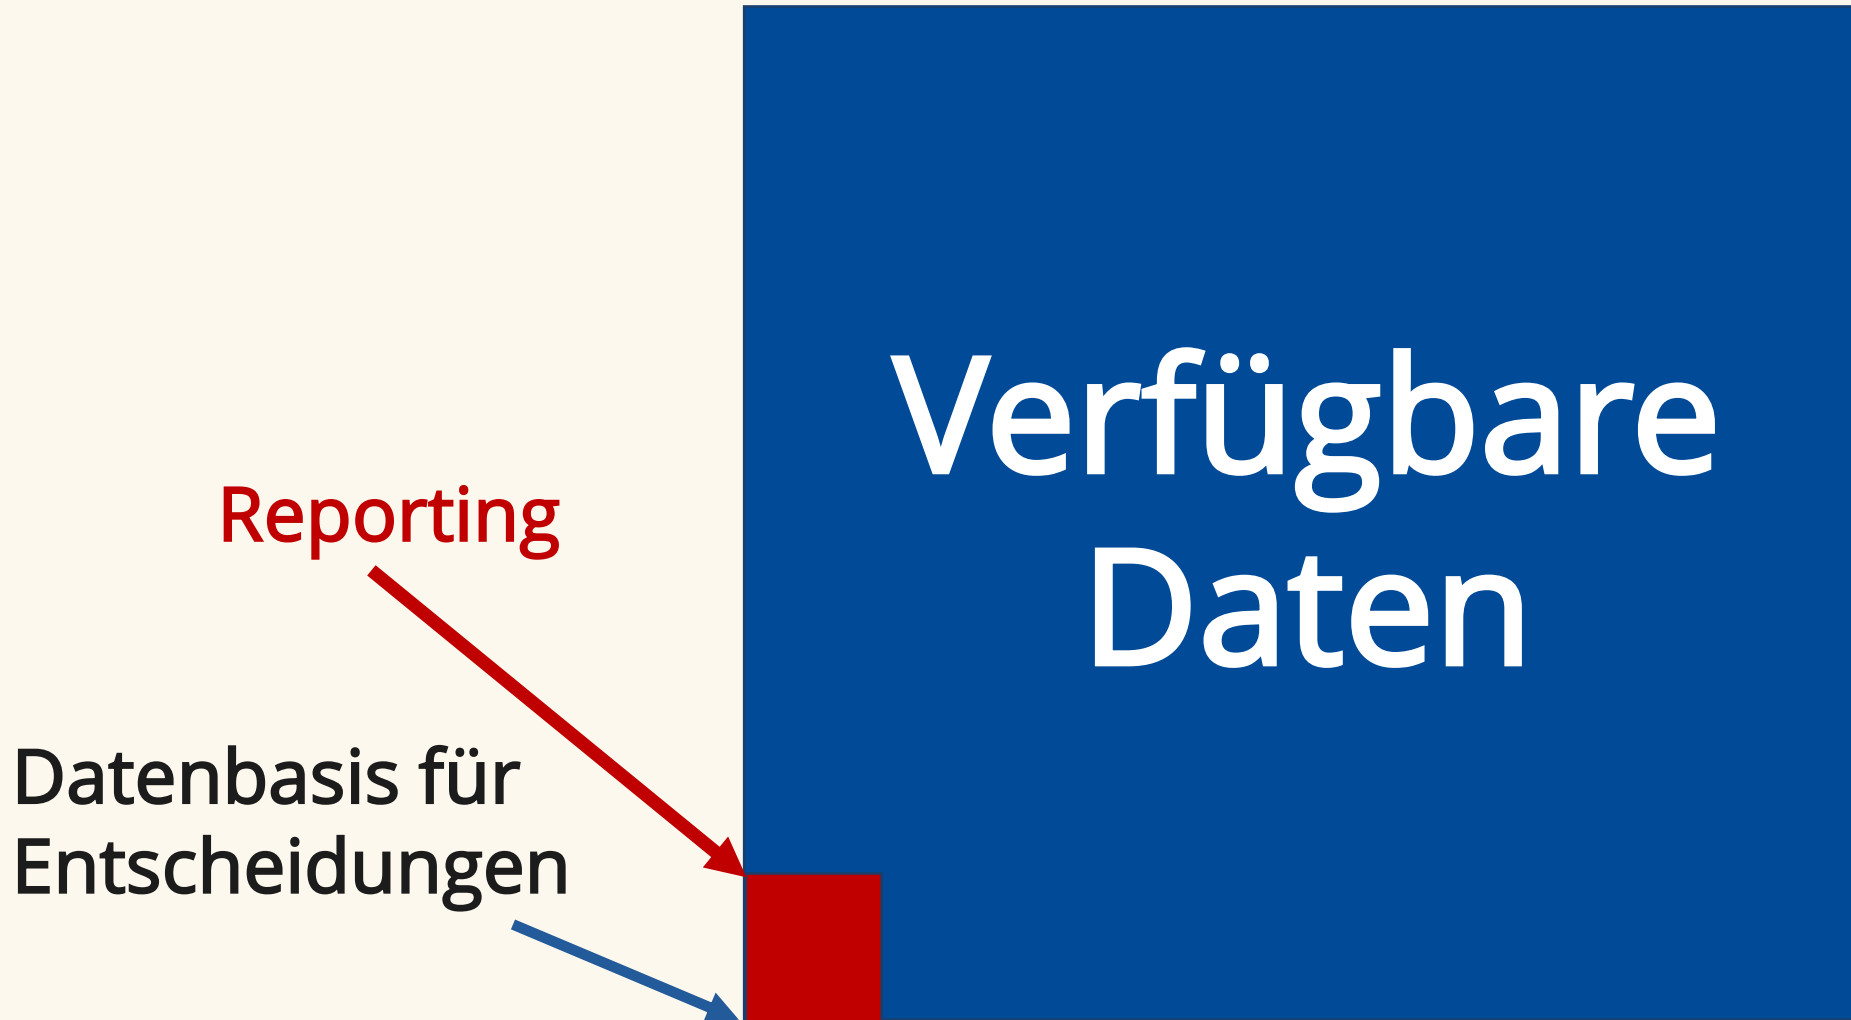 Verfügbare
Daten
Reporting
Datenbasis für
Entscheidungen